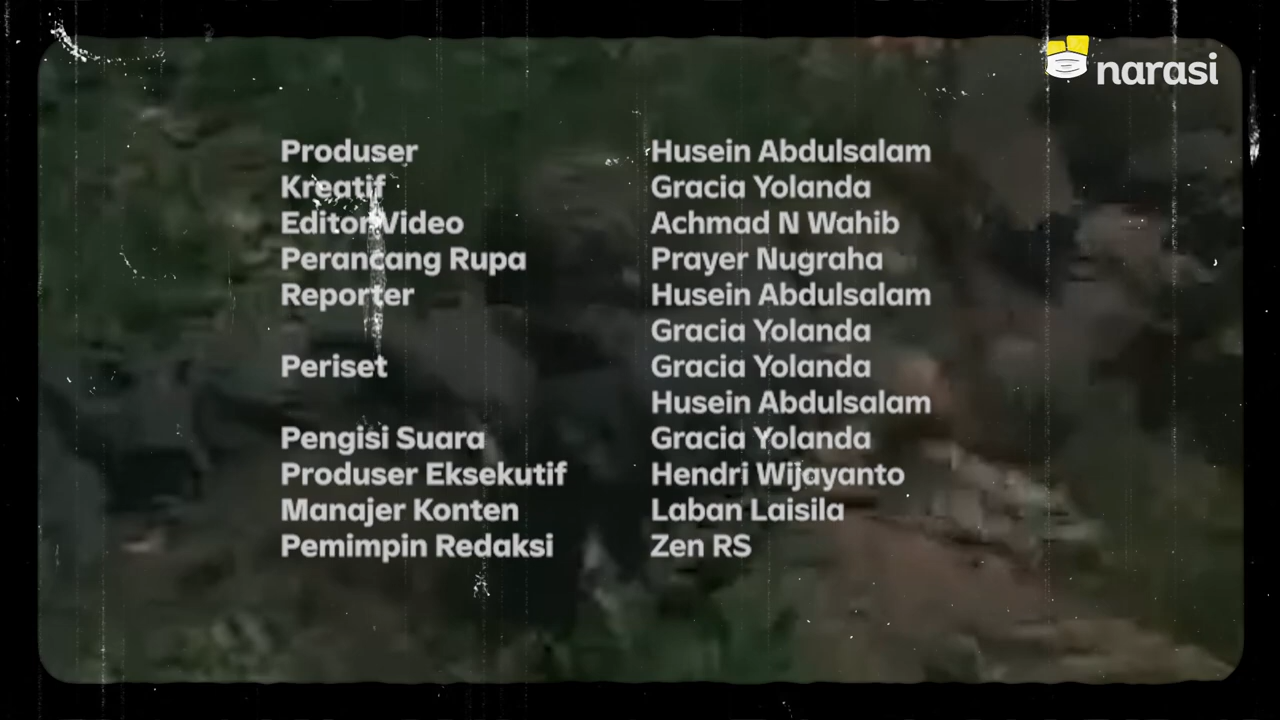 narasi
Produser Husein Abdulsalam
Kreatif Gracia Yolanda
Editor Video Achmad N Wahib
Perancang Rupa Prayer Nugraha
Reporter Husein Abdulsalam
Gracia Yolanda
Periset Gracia Yolanda
Husein Abdulsalam
Pengisi Suara Gracia Yolanda
Produser Eksekutif Hendri Wijayanto
Manajer Konten Laban Laisila
Pemimpin Redaksi Zen RS